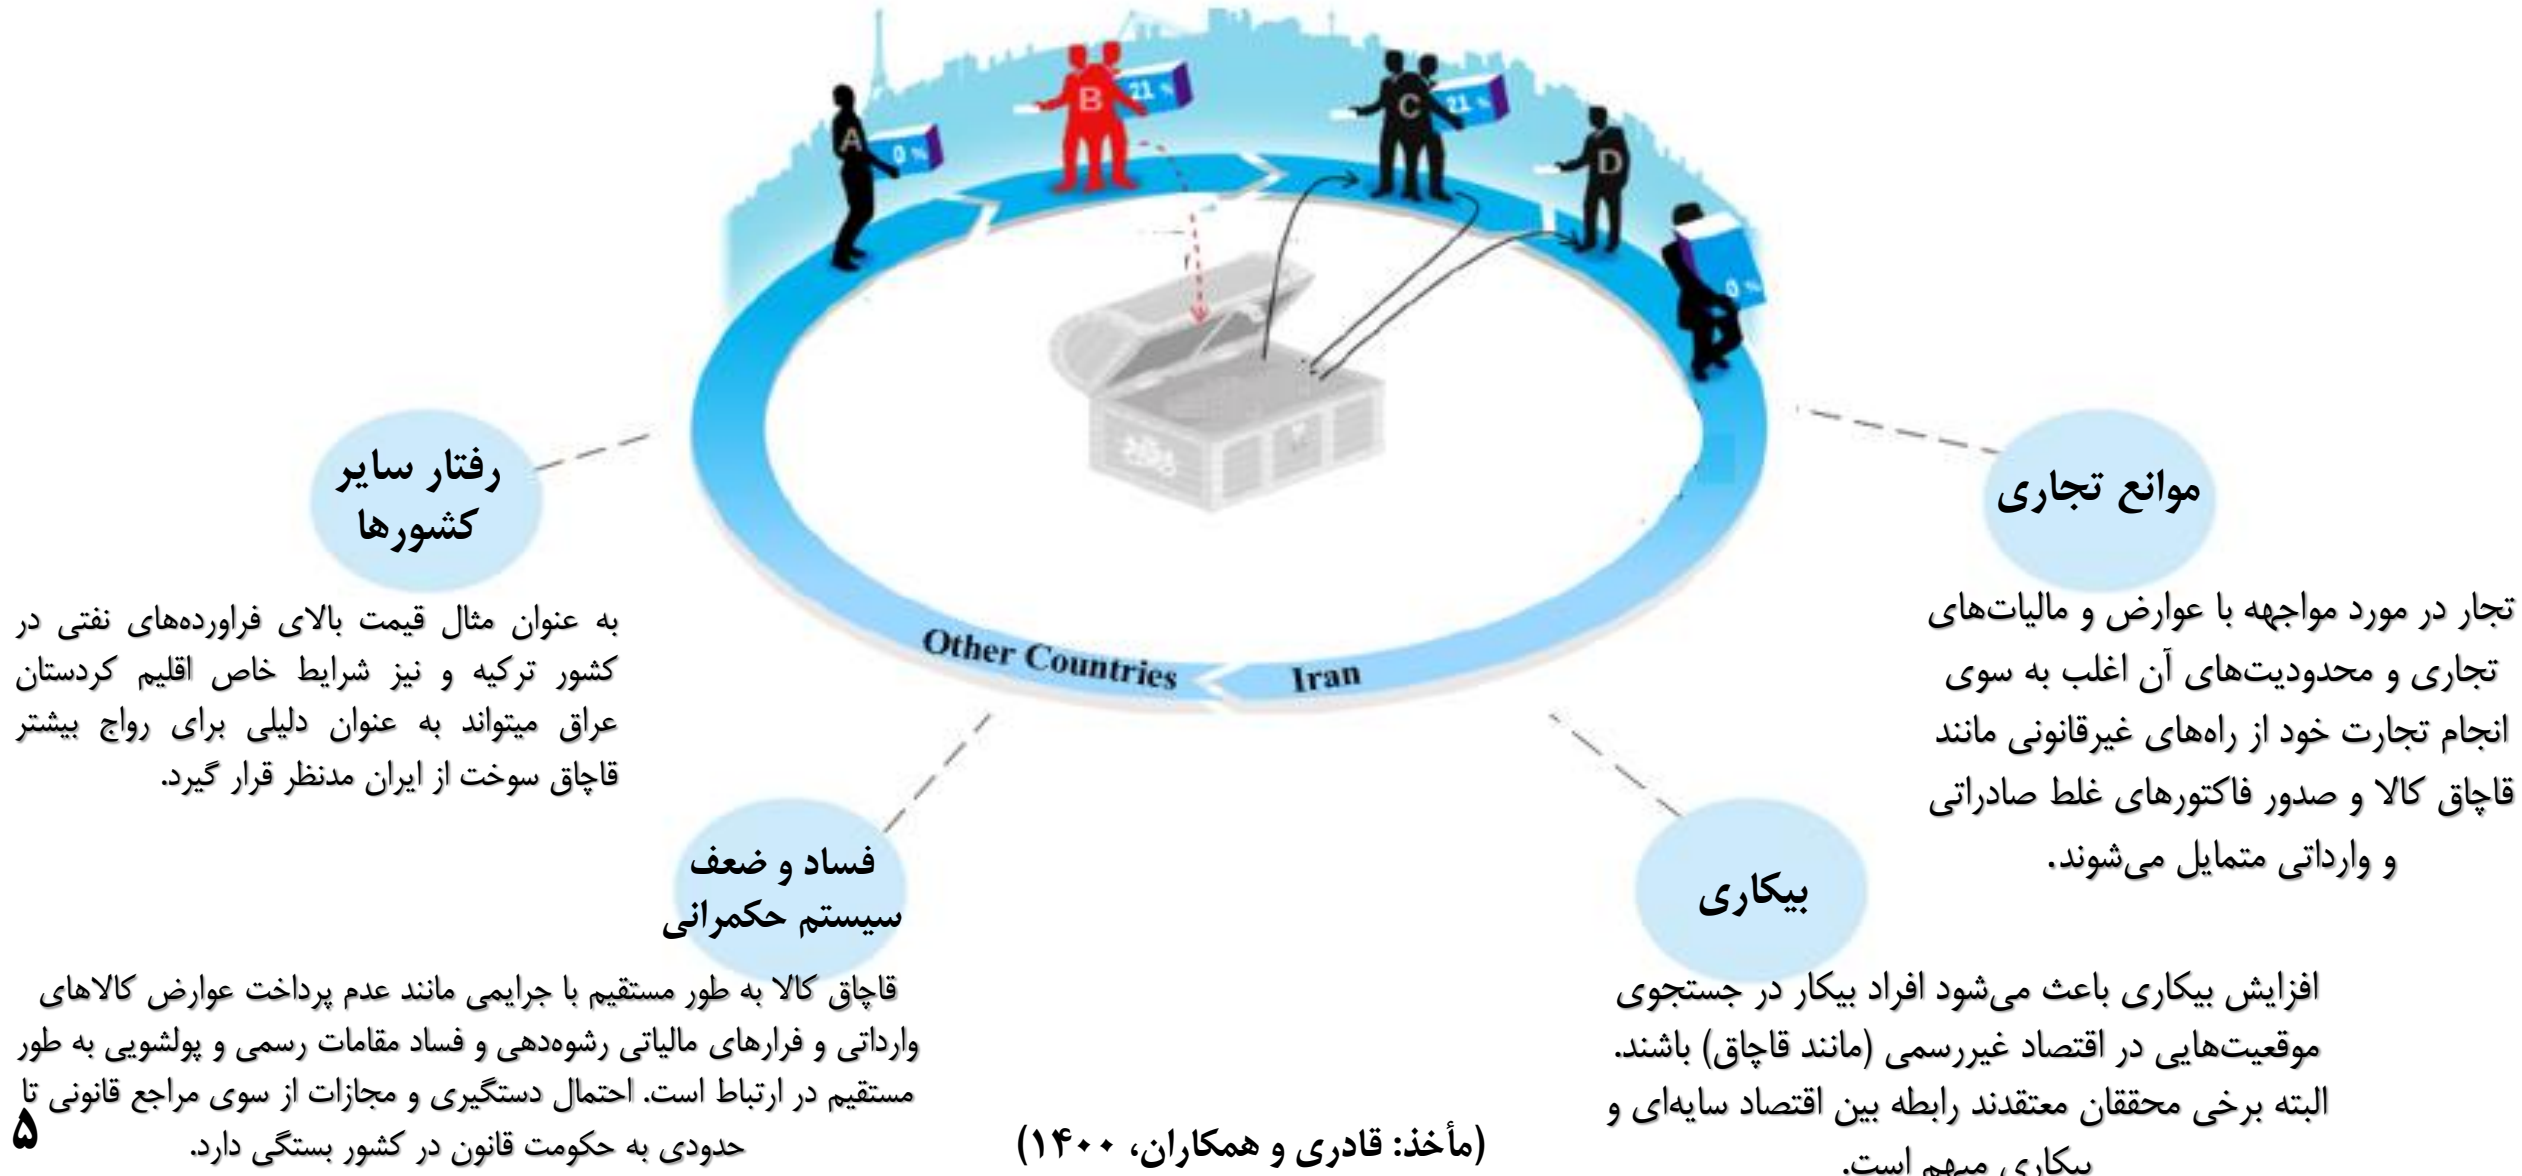 A
0 %
B
21 %
C
21 %
D
0 %
Other Countries
Iran
موانع تجاری
تجار در مورد مواجهه با عوارض و مالیات‌های
تجاری و محدودیت‌های آن اغلب به سوی
انجام تجارت خود از راه‌های غیرقانونی مانند
قاچاق کالا و صدور فاکتورهای غلط صادراتی
و وارداتی متمایل می‌شوند.
بیکاری
افزایش بیکاری باعث می‌شود افراد بیکار در جستجوی
موقعیت‌هایی در اقتصاد غیررسمی (مانند قاچاق) باشند.
البته برخی محققان معتقدند رابطه بین اقتصاد سایه‌ای و
بیکاری مبهم است.
رفتار سایر
کشورها
به عنوان مثال قیمت بالای فراورده‌های نفتی در
کشور ترکیه و نیز شرایط خاص اقلیم کردستان
عراق میتواند به عنوان دلیلی برای رواج بیشتر
قاچاق سوخت از ایران مدنظر قرار گیرد.
فساد و ضعف
سیستم حکمرانی
قاچاق کالا به طور مستقیم با جرایمی مانند عدم پرداخت عوارض کالاهای
وارداتی و فرارهای مالیاتی رشوه‌دهی و فساد مقامات رسمی و پولشویی به طور
مستقیم در ارتباط است. احتمال دستگیری و مجازات از سوی مراجع قانونی تا
حدودی به حکومت قانون در کشور بستگی دارد.
(مأخذ: قادری و همکاران، ۱۴۰۰)
۵